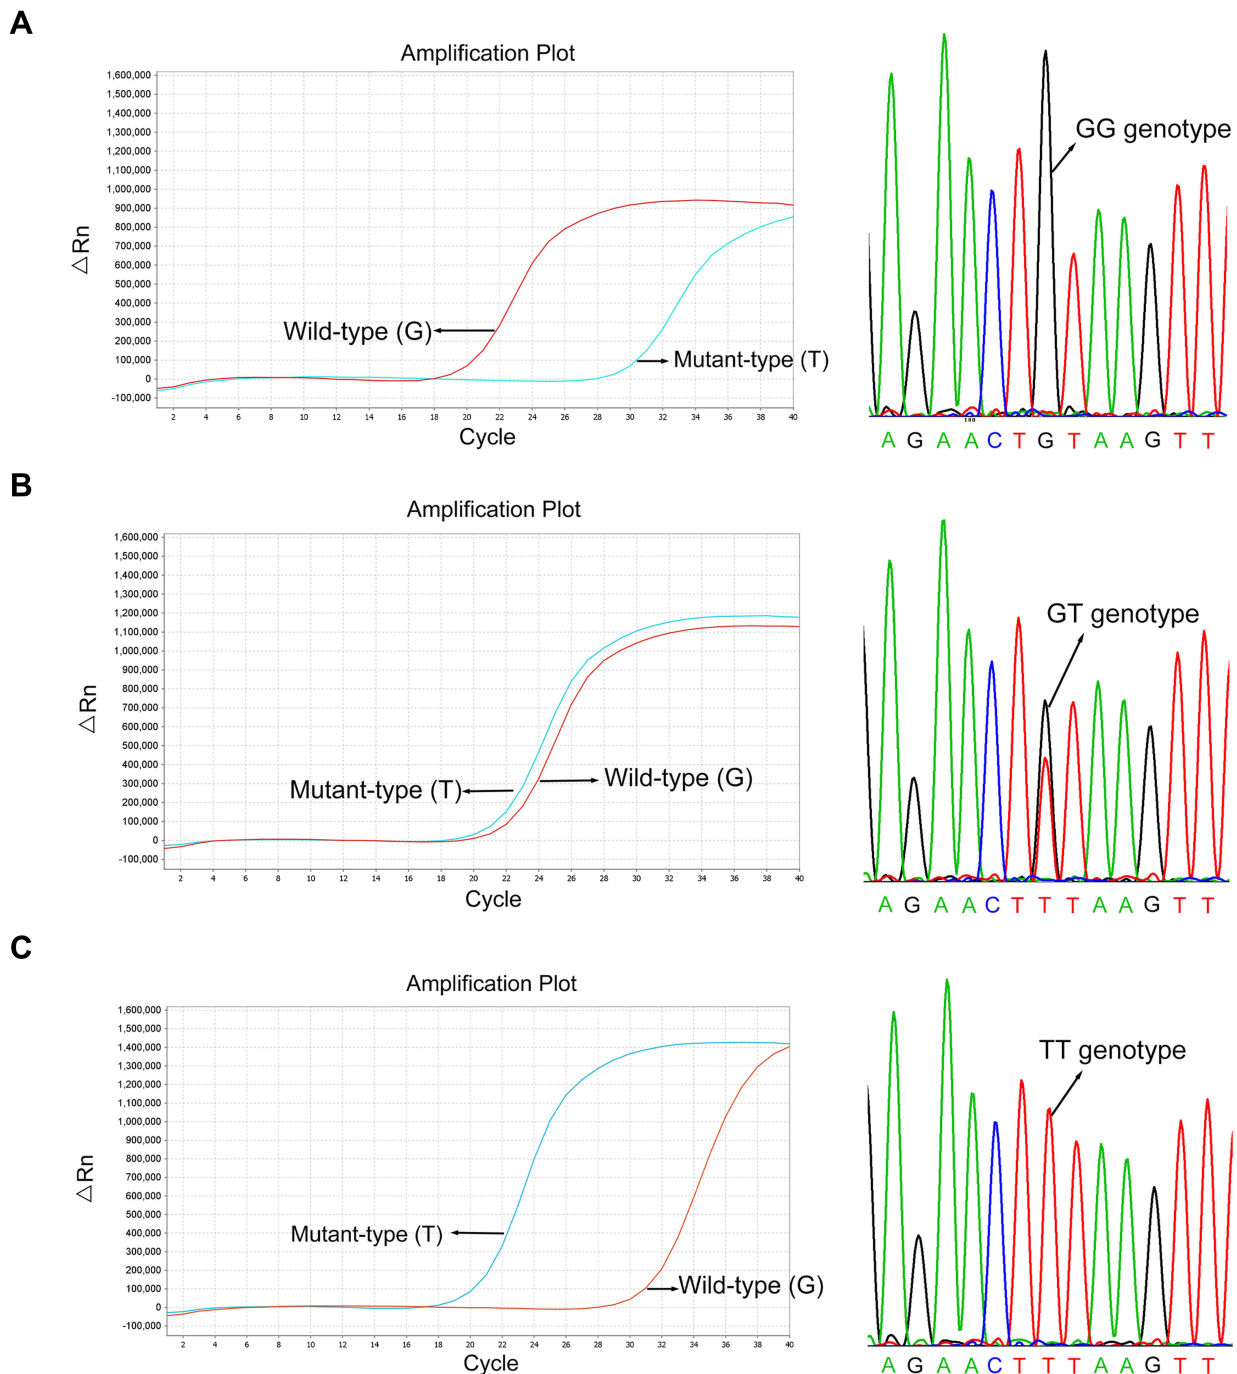 A
Amplification Plot
1,600,000
1,500,000
1,400,000
1,300,000
1,200,000
1,100,000
1,000,000
900,000
800,000
700,000
600,000
500,000
400,000
300,000
200,000
100,000
0
-100,000
△Rn
Wild-type (G)
Mutant-type (T)
2 4 6 8 10 12 14 16 18 20 22 24 26 28 30 32 34 36 38 40
Cycle
GG genotype
180
A G A A C T G T A A G T T
B
Amplification Plot
1,600,000
1,500,000
1,400,000
1,300,000
1,200,000
1,100,000
1,000,000
900,000
800,000
700,000
600,000
500,000
400,000
300,000
200,000
100,000
0
-100,000
△Rn
Mutant-type (T)
Wild-type (G)
2 4 6 8 10 12 14 16 18 20 22 24 26 28 30 32 34 36 38 40
Cycle
GT genotype
A G A A C T T T A A G T T
C
Amplification Plot
1,600,000
1,500,000
1,400,000
1,300,000
1,200,000
1,100,000
1,000,000
900,000
800,000
700,000
600,000
500,000
400,000
300,000
200,000
100,000
0
-100,000
△Rn
Mutant-type (T)
Wild-type (G)
2 4 6 8 10 12 14 16 18 20 22 24 26 28 30 32 34 36 38 40
Cycle
TT genotype
A G A A C T T T A A G T T